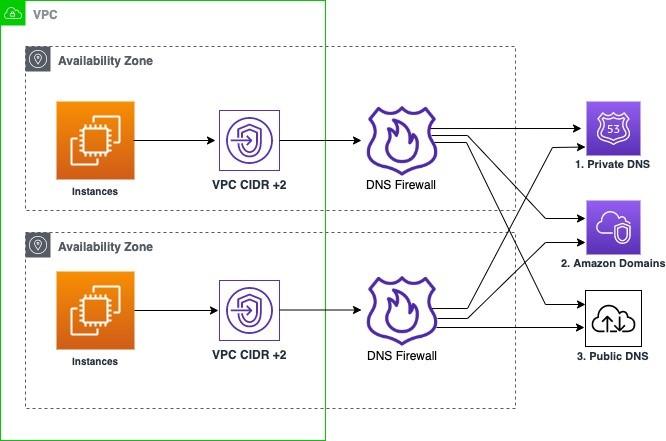 VPC
Availability Zone
Instances
VPC CIDR +2
DNS Firewall
53
1. Private DNS
2. Amazon Domains
3. Public DNS
Availability Zone
Instances
VPC CIDR +2
DNS Firewall